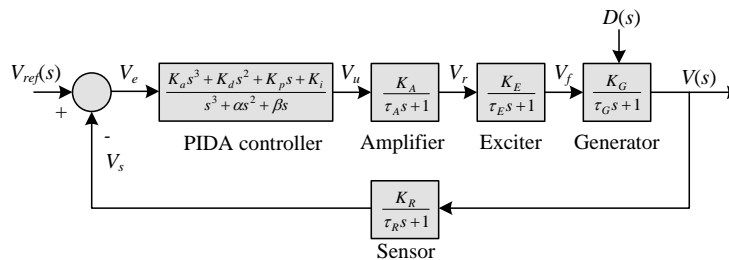 D(s)
V_ref(s)
+
-
V_e
K_a s^3 + K_d s^2 + K_p s + K_i
s^3 + αs^2 + βs
PIDA controller
V_u
K_A
τ_A s + 1
Amplifier
V_r
K_E
τ_E s + 1
Exciter
V_f
K_G
τ_G s + 1
Generator
V(s)
V_s
K_R
τ_R s + 1
Sensor